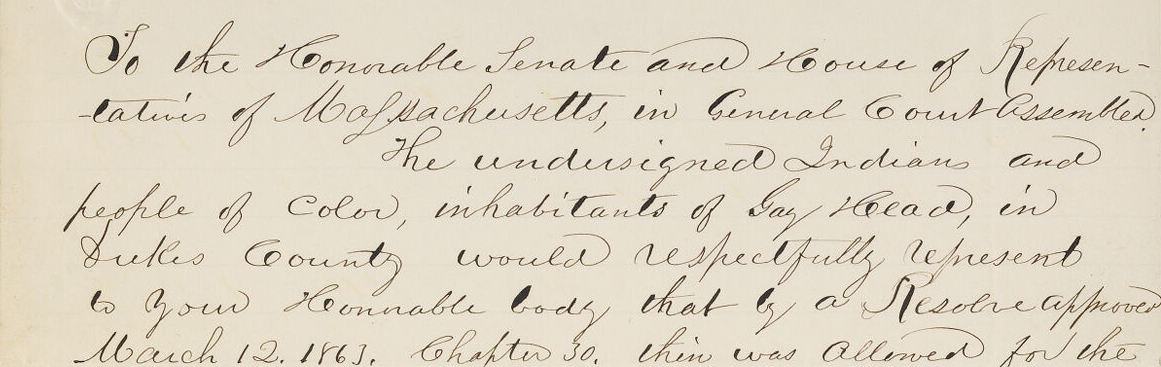 To the Honorable Senate and House of Represen-
-tatives of Massachusetts, in General Court Assembled.
The undersigned Indians and
people of Color, inhabitants of Gay Head, in
Dukes County would respectfully represent
to your Honorable body that by a Resolve approved
March 12. 1863. Chapter 30. there was allowed for the